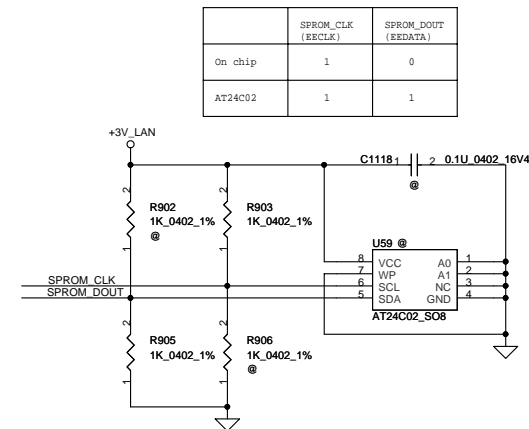 SPROM_CLK SPROM_DOUT
(EECLK) (EEDATA)
On chip 1 0
AT24C02 1 1
+3V_LAN
C1118 1 2 0.1U_0402_16V4
@
2 2
R902 R903
1K_0402_1% 1K_0402_1%
@
1 1
U59 @
8 VCC A0 1
7 WP A1 2
6 SCL NC 3
5 SDA GND 4
AT24C02_SO8
SPROM_CLK
SPROM_DOUT
2 2
R905 R906
1K_0402_1% 1K_0402_1%
@
1 1